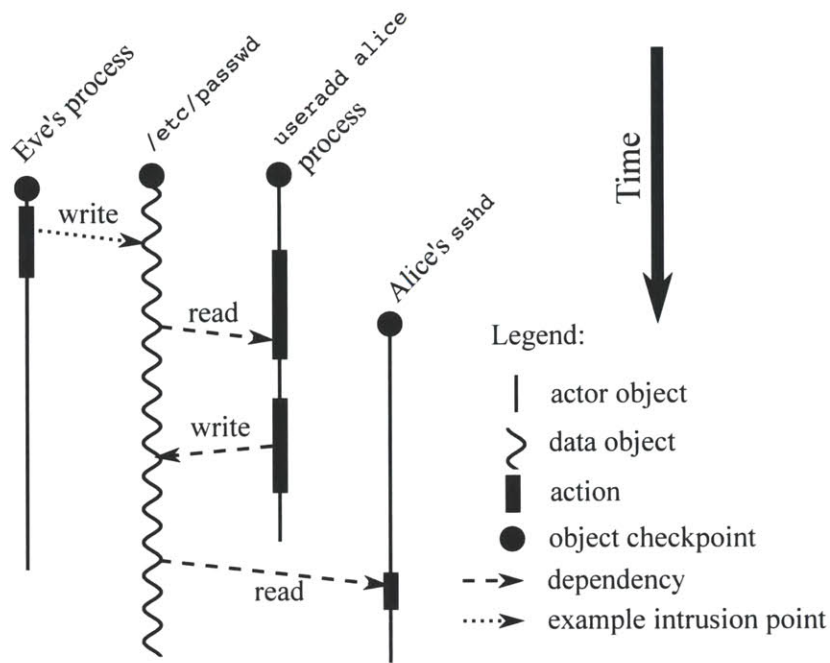 Eve's process
/etc/passwd
useradd alice
process
Alice's sshd
Time
write
read
write
read
Legend:
actor object
data object
action
object checkpoint
dependency
example intrusion point